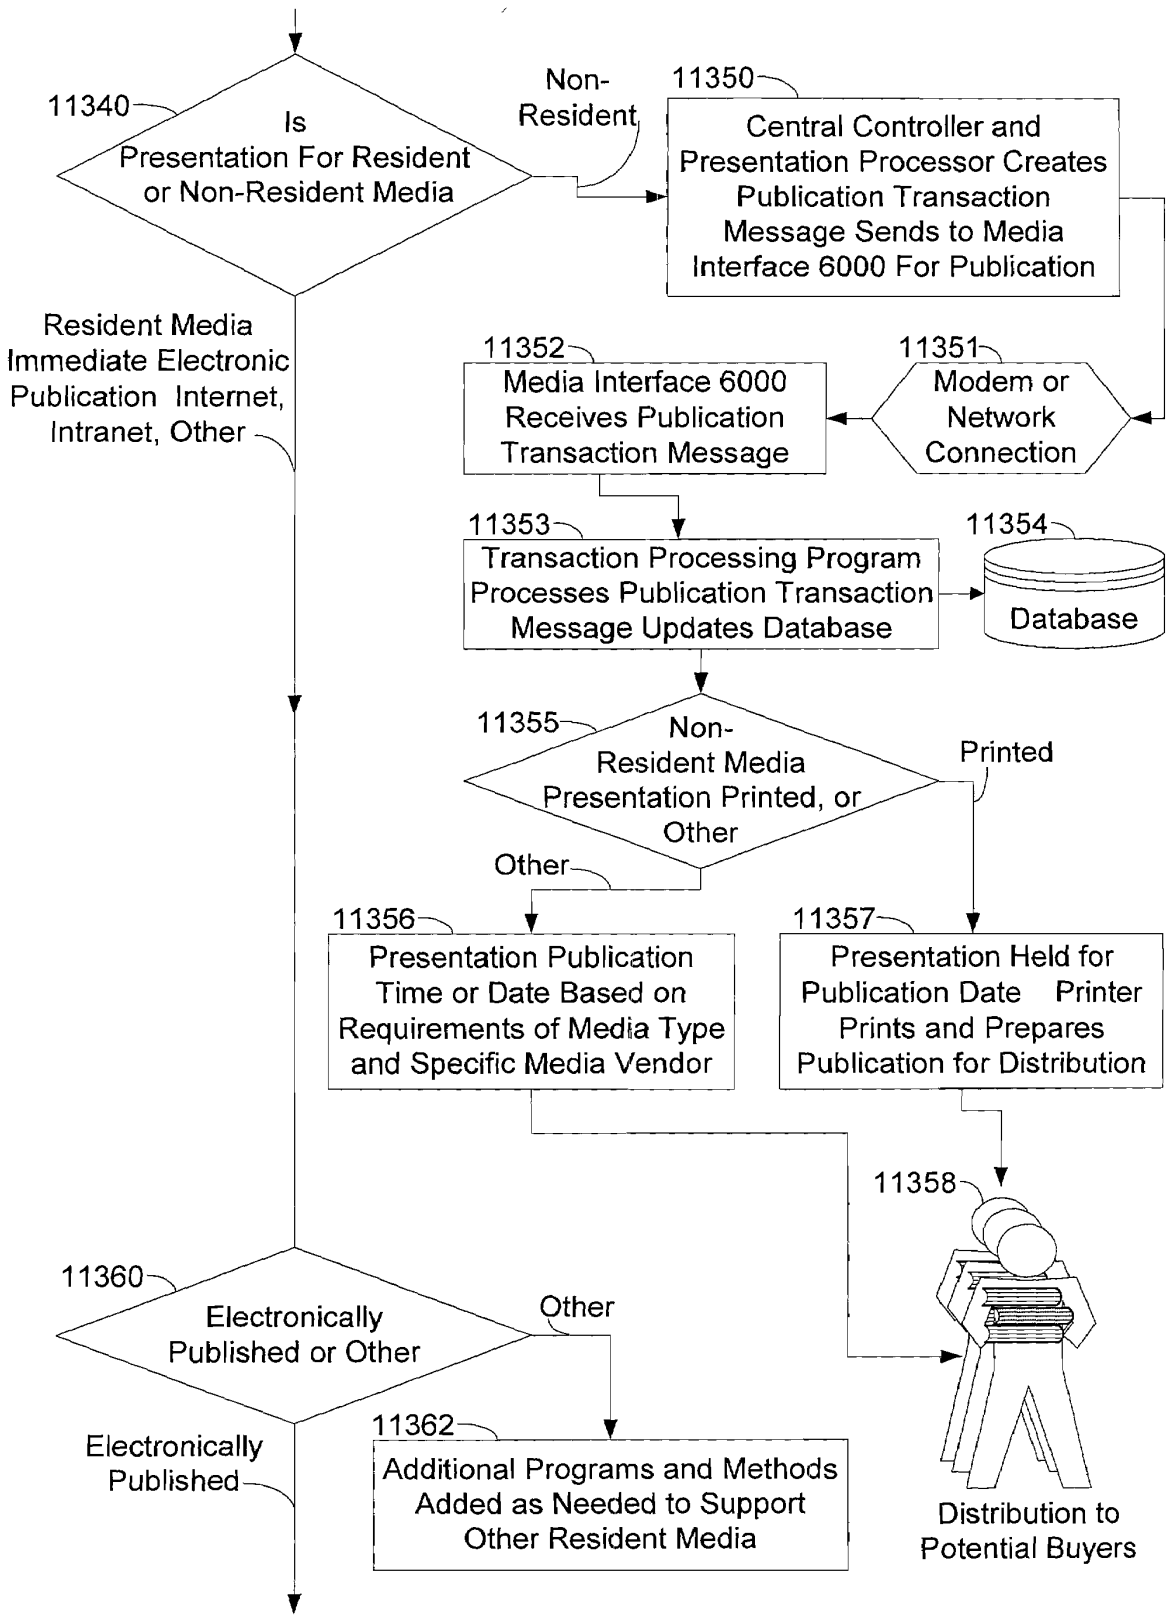 11340
Is
Presentation For Resident
or Non-Resident Media
Non-
Resident
11350
Central Controller and
Presentation Processor Creates
Publication Transaction
Message Sends to Media
Interface 6000 For Publication
Resident Media
Immediate Electronic
Publication Internet,
Intranet, Other
11352
Media Interface 6000
Receives Publication
Transaction Message
11351
Modem or
Network
Connection
11353
Transaction Processing Program
Processes Publication Transaction
Message Updates Database
11354
Database
11355
Non-
Resident Media
Presentation Printed, or
Other
Printed
Other
11356
Presentation Publication
Time or Date Based on
Requirements of Media Type
and Specific Media Vendor
11357
Presentation Held for
Publication Date Printer
Prints and Prepares
Publication for Distribution
11358
11360
Electronically
Published or Other
Other
Electronically
Published
11362
Additional Programs and Methods
Added as Needed to Support
Other Resident Media
Distribution to
Potential Buyers